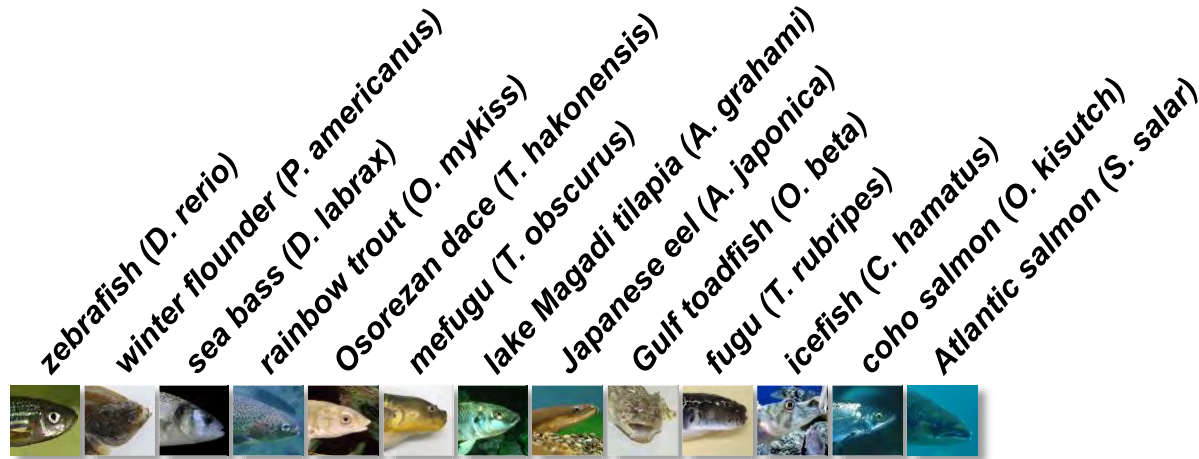 zebrafish (D. rerio)
winter flounder (P. americanus)
sea bass (D. labrax)
rainbow trout (O. mykiss)
Osorezan dace (T. hakonensis)
mefugu (T. obscurus)
lake Magadi tilapia (A. grahami)
Japanese eel (A. japonica)
Gulf toadfish (O. beta)
fugu (T. rubripes)
icefish (C. hamatus)
coho salmon (O. kisutch)
Atlantic salmon (S. salar)